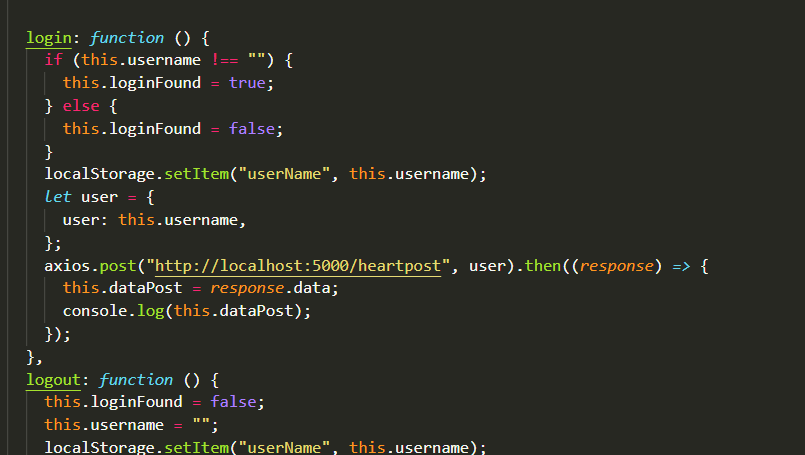 login: function () {
if (this.username !== "") {
this.loginFound = true;
} else {
this.loginFound = false;
}
localStorage.setItem("userName", this.username);
let user = {
user: this.username,
};
axios.post("http://localhost:5000/heartpost", user).then((response) => {
this.dataPost = response.data;
console.log(this.dataPost);
});
},
logout: function () {
this.loginFound = false;
this.username = "";
localStorage.setItem("userName", this.username);